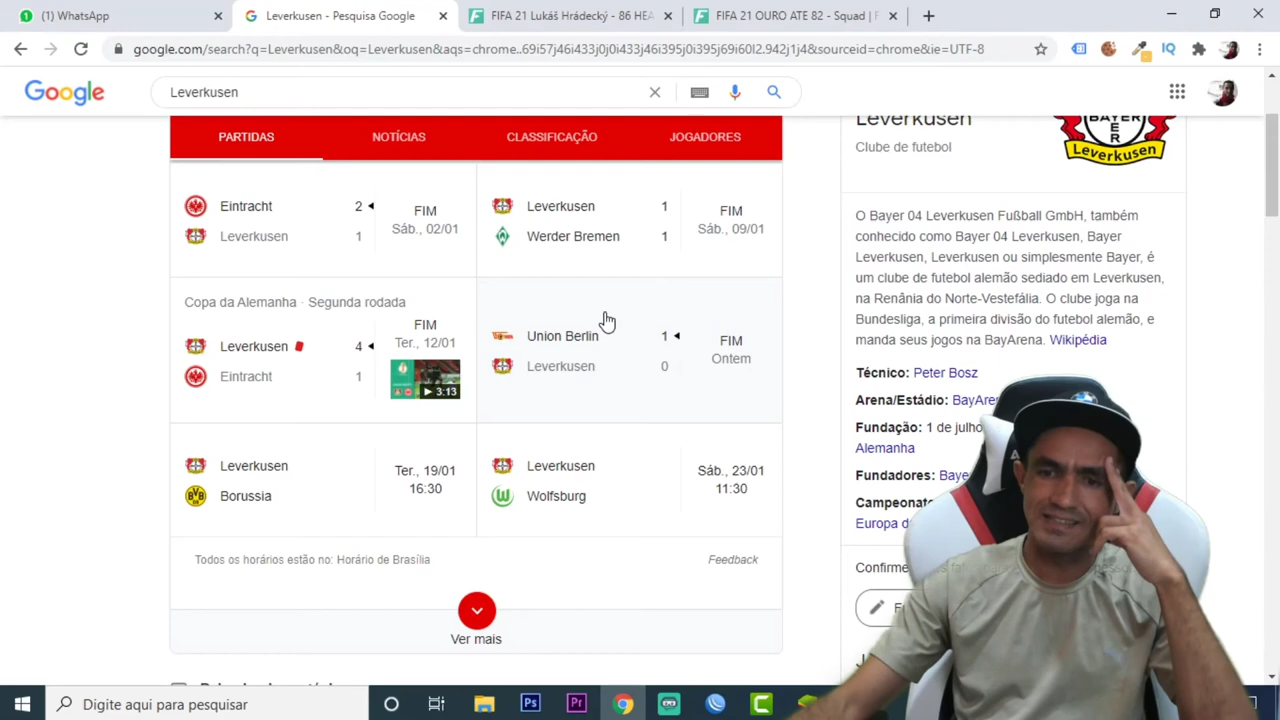 (1) WhatsApp
Leverkusen - Pesquisa Google
FIFA 21 Lukáš Hrádecký - 86 HEA
FIFA 21 OURO ATE 82 - Squad | F
google.com/search?q=Leverkusen&oq=Leverkusen&aqs=chrome..69i57j46i433j0j0i433j46i395j0i395j69i60l2.942j1j4&sourceid=chrome&ie=UTF-8
Google
Leverkusen
PARTIDAS
NOTÍCIAS
CLASSIFICAÇÃO
JOGADORES
Eintracht 2
Leverkusen 1
FIM
Sáb., 02/01
Leverkusen 1
Werder Bremen 1
FIM
Sáb., 09/01
Copa da Alemanha · Segunda rodada
Leverkusen 4
Eintracht 1
FIM
Ter., 12/01
3:13
Union Berlin 1
Leverkusen 0
FIM
Ontem
Leverkusen
Borussia
Ter., 19/01
16:30
Leverkusen
Wolfsburg
Sáb., 23/01
11:30
Todos os horários estão no: Horário de Brasília
Feedback
Ver mais
Leverkusen
Clube de futebol
BAYER
Leverkusen
O Bayer 04 Leverkusen Fußball GmbH, também
conhecido como Bayer 04 Leverkusen, Bayer
Leverkusen, Leverkusen ou simplesmente Bayer, é
um clube de futebol alemão sediado em Leverkusen,
na Renânia do Norte-Vestefália. O clube joga na
Bundesliga, a primeira divisão do futebol alemão, e
manda seus jogos na BayArena. Wikipédia
Técnico: Peter Bosz
Arena/Estádio: BayAre
Fundação: 1 de julho
Alemanha
Fundadores: Baye
Campeonat
Europa d
Confirme
Digite aqui para pesquisar
Ps
Pr